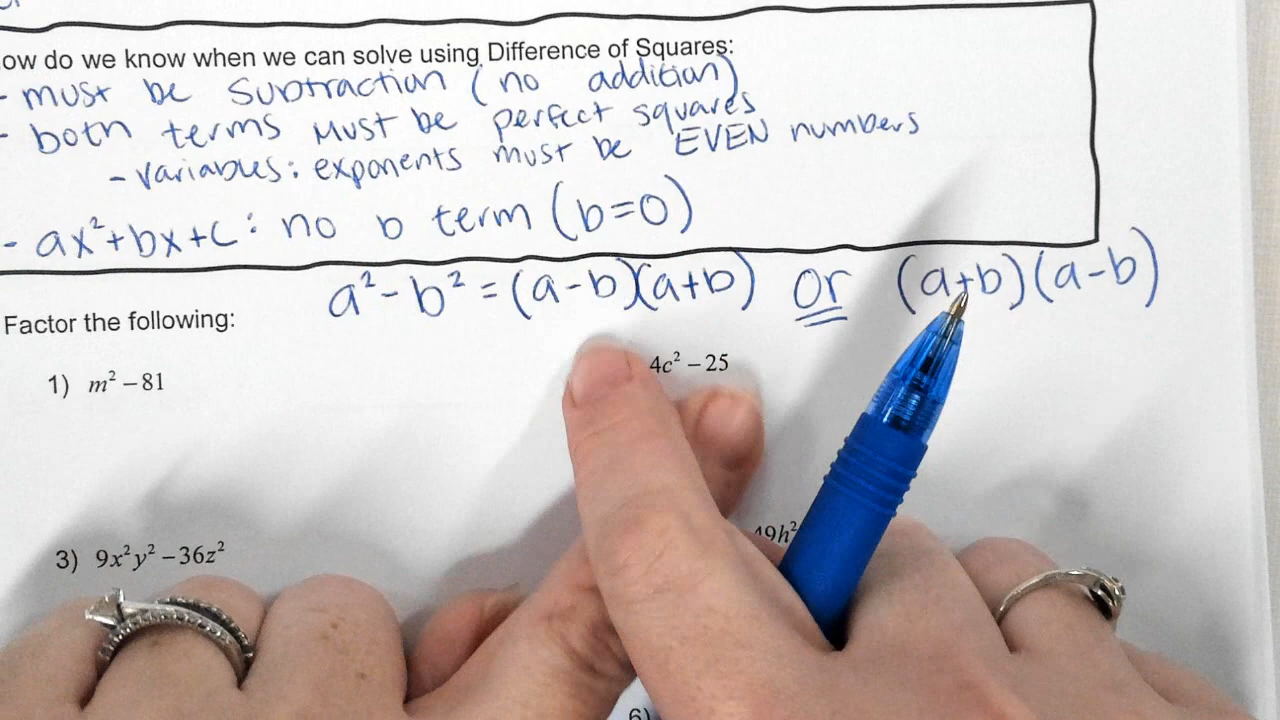 ow do we know when we can solve using Difference of Squares:
- must be subtraction (no addition)
- both terms must be perfect squares
- variables: exponents must be EVEN numbers
- ax²+bx+c: no b term (b=0)
a²-b² = (a-b)(a+b) or (a+b)(a-b)
Factor the following:
1) m² – 81
4c² – 25
3) 9x²y² – 36z²
49h²
6)